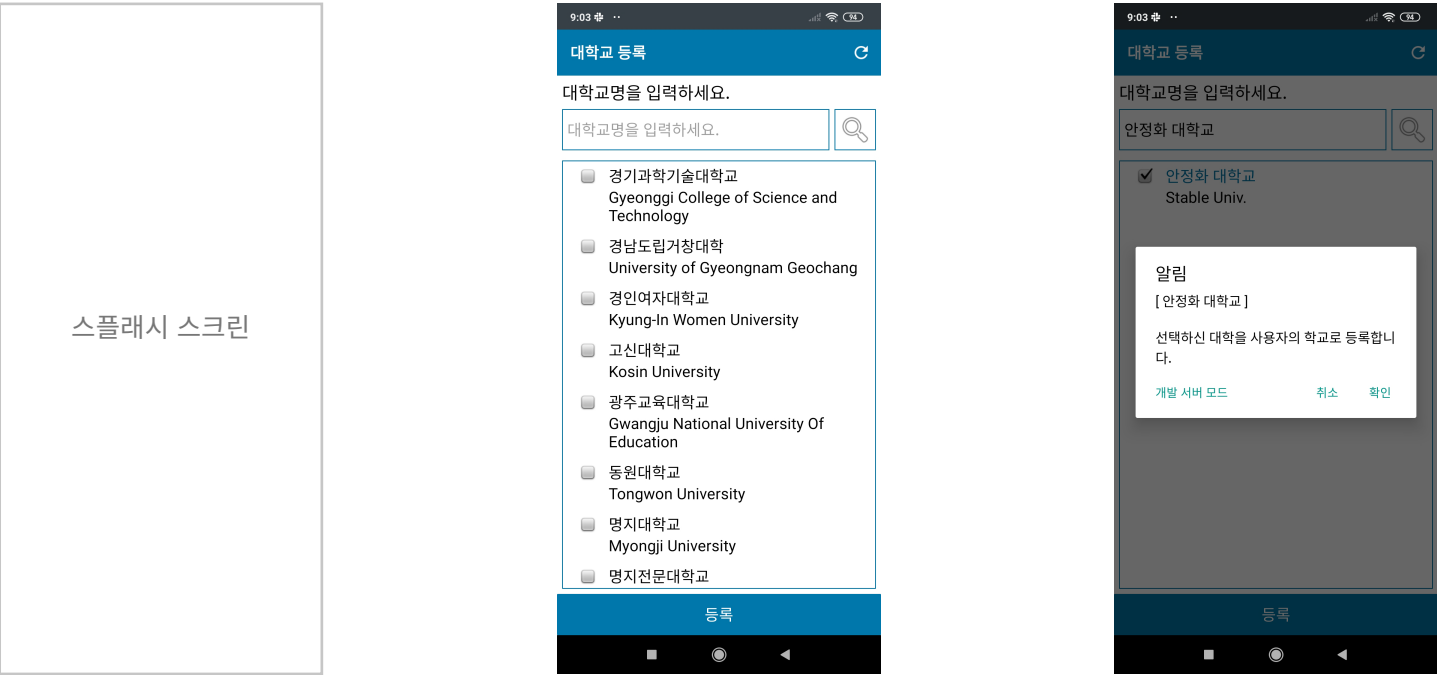 스플래시 스크린
9:03
94
대학교 등록
대학교명을 입력하세요.
대학교명을 입력하세요.
경기과학기술대학교
Gyeonggi College of Science and
Technology
경남도립거창대학
University of Gyeongnam Geochang
경인여자대학교
Kyung-In Women University
고신대학교
Kosin University
광주교육대학교
Gwangju National University Of
Education
동원대학교
Tongwon University
명지대학교
Myongji University
명지전문대학교
등록
9:03
94
대학교 등록
대학교명을 입력하세요.
안정화 대학교
안정화 대학교
Stable Univ.
알림
[ 안정화 대학교 ]
선택하신 대학을 사용자의 학교로 등록합니
다.
개발 서버 모드 취소 확인
등록